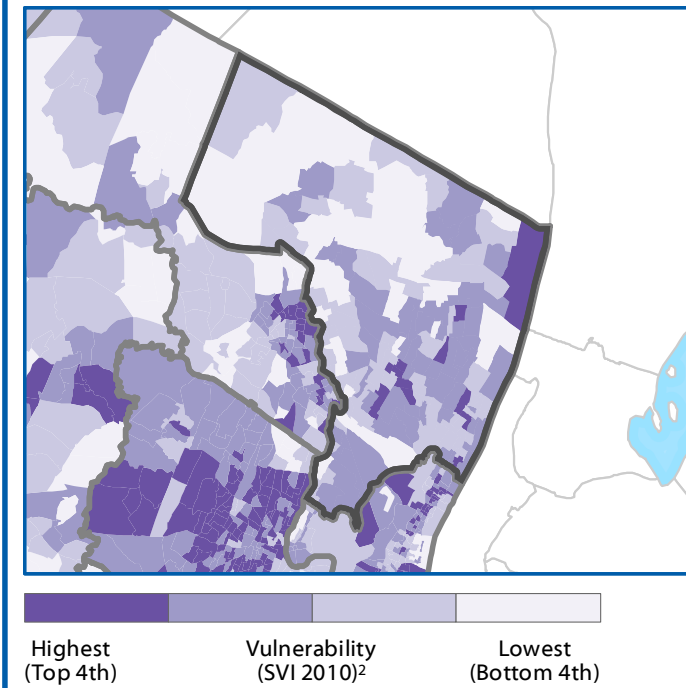 Highest
(Top 4th)
Vulnerability
(SVI 2010)²
Lowest
(Bottom 4th)